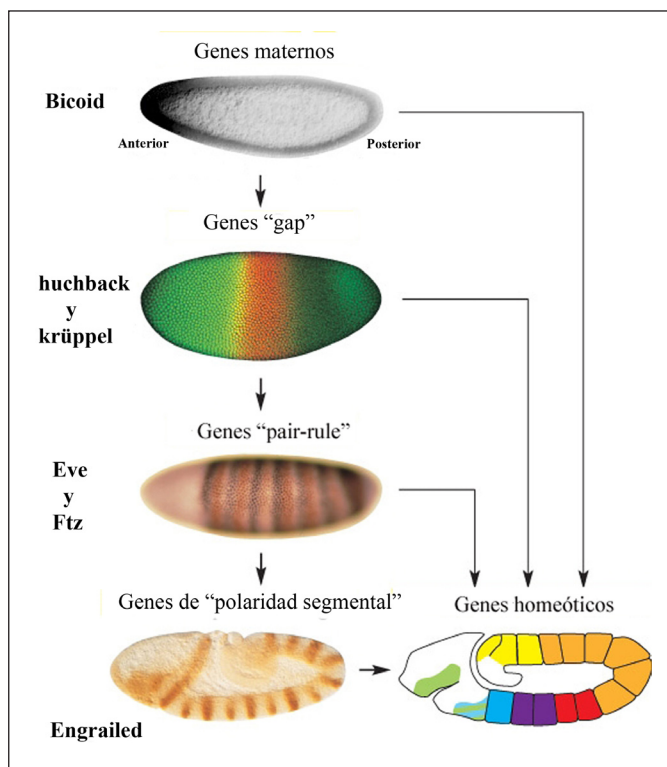 Genes maternos
Bicoid
Anterior
Posterior
Genes “gap”
huchback
y
krüppel
Genes “pair-rule”
Eve
y
Ftz
Genes de “polaridad segmental”
Genes homeóticos
Engrailed